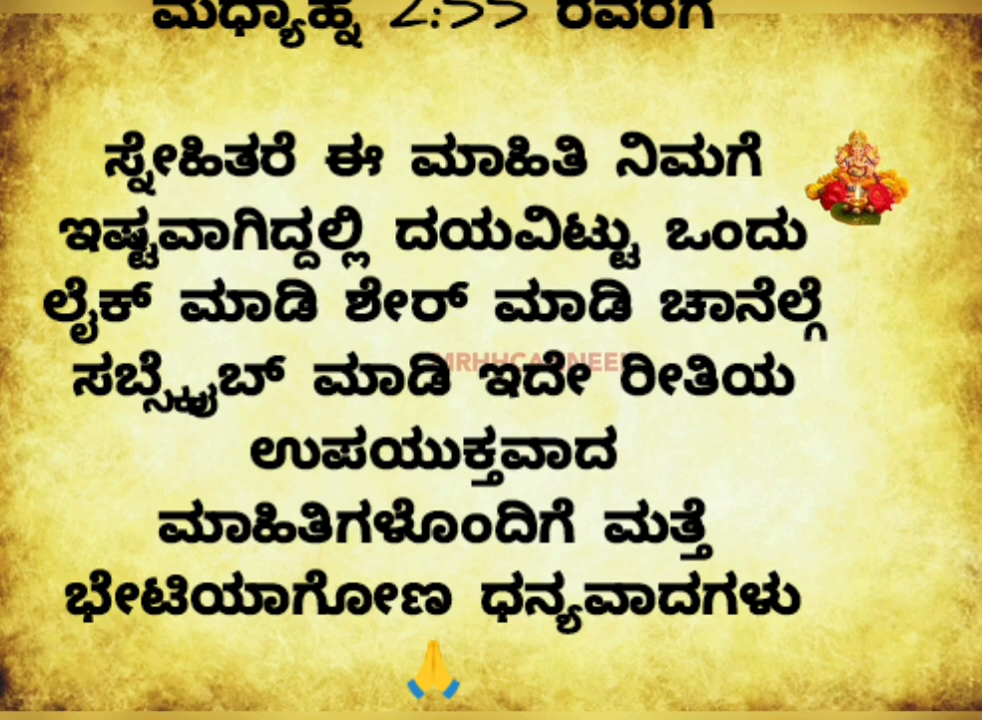 ಮಧ್ಯಾಹ್ನ 2:55 ರವರೆಗೆ
ಸ್ನೇಹಿತರೆ ಈ ಮಾಹಿತಿ ನಿಮಗೆ
ಇಷ್ಟವಾಗಿದ್ದಲ್ಲಿ ದಯವಿಟ್ಟು ಒಂದು
ಲೈಕ್ ಮಾಡಿ ಶೇರ್ ಮಾಡಿ ಚಾನೆಲ್ಗೆ
ಸಬ್ಸ್ಕ್ರೈಬ್ ಮಾಡಿ ಇದೇ ರೀತಿಯ
ಉಪಯುಕ್ತವಾದ
ಮಾಹಿತಿಗಳೊಂದಿಗೆ ಮತ್ತೆ
ಭೇಟಿಯಾಗೋಣ ಧನ್ಯವಾದಗಳು